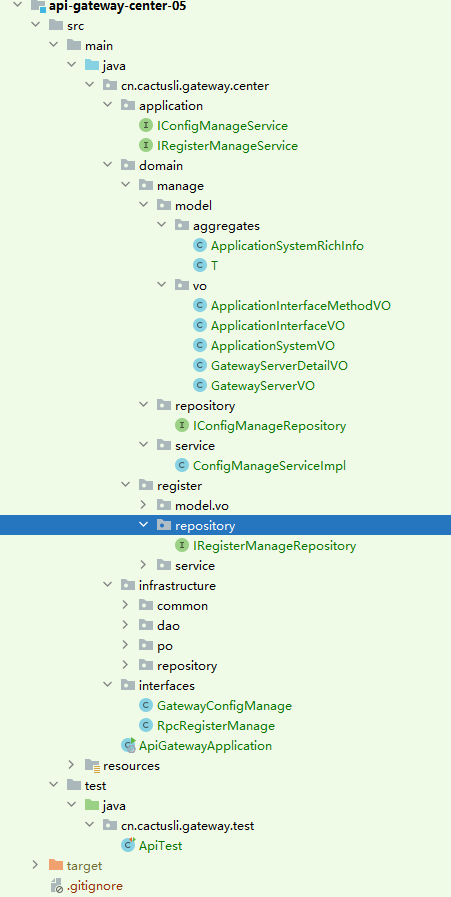 api-gateway-center-05
src
main
java
cn.cactusli.gateway.center
application
IConfigManageService
IRegisterManageService
domain
manage
model
aggregates
ApplicationSystemRichInfo
T
vo
ApplicationInterfaceMethodVO
ApplicationInterfaceVO
ApplicationSystemVO
GatewayServerDetailVO
GatewayServerVO
repository
IConfigManageRepository
service
ConfigManageServiceImpl
register
model.vo
repository
IRegisterManageRepository
service
infrastructure
common
dao
po
repository
interfaces
GatewayConfigManage
RpcRegisterManage
ApiGatewayApplication
resources
test
java
cn.cactusli.gateway.test
ApiTest
target
.gitignore